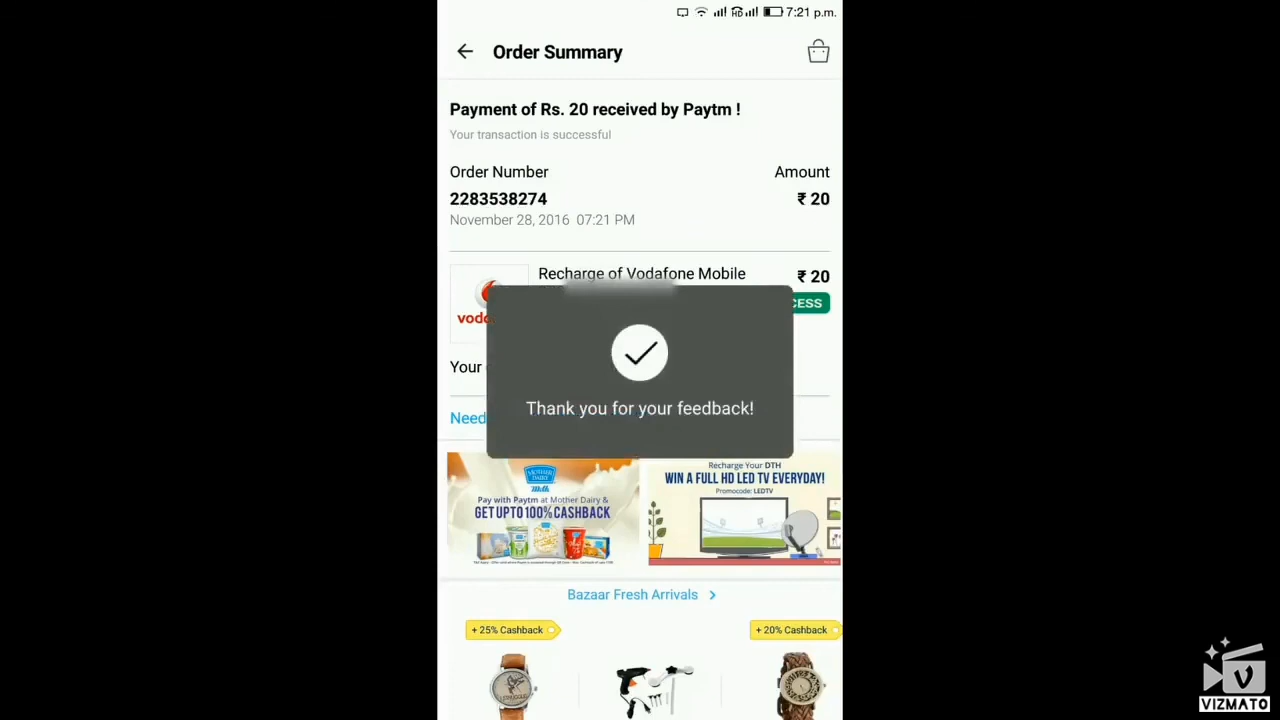 HD 7:21 p.m.
Order Summary
Payment of Rs. 20 received by Paytm !
Your transaction is successful
Order Number Amount
2283538274 ₹ 20
November 28, 2016 07:21 PM
Recharge of Vodafone Mobile ₹ 20
CESS
vodo
Your
Thank you for your feedback!
Need
MOTHER DAIRY
Milk
Pay with Paytm at Mother Dairy &
GET UPTO 100% CASHBACK
Recharge Your DTH
WIN A FULL HD LED TV EVERYDAY!
Promocode: LEDTV
Bazaar Fresh Arrivals >
+ 25% Cashback
+ 20% Cashback
VIZMATO